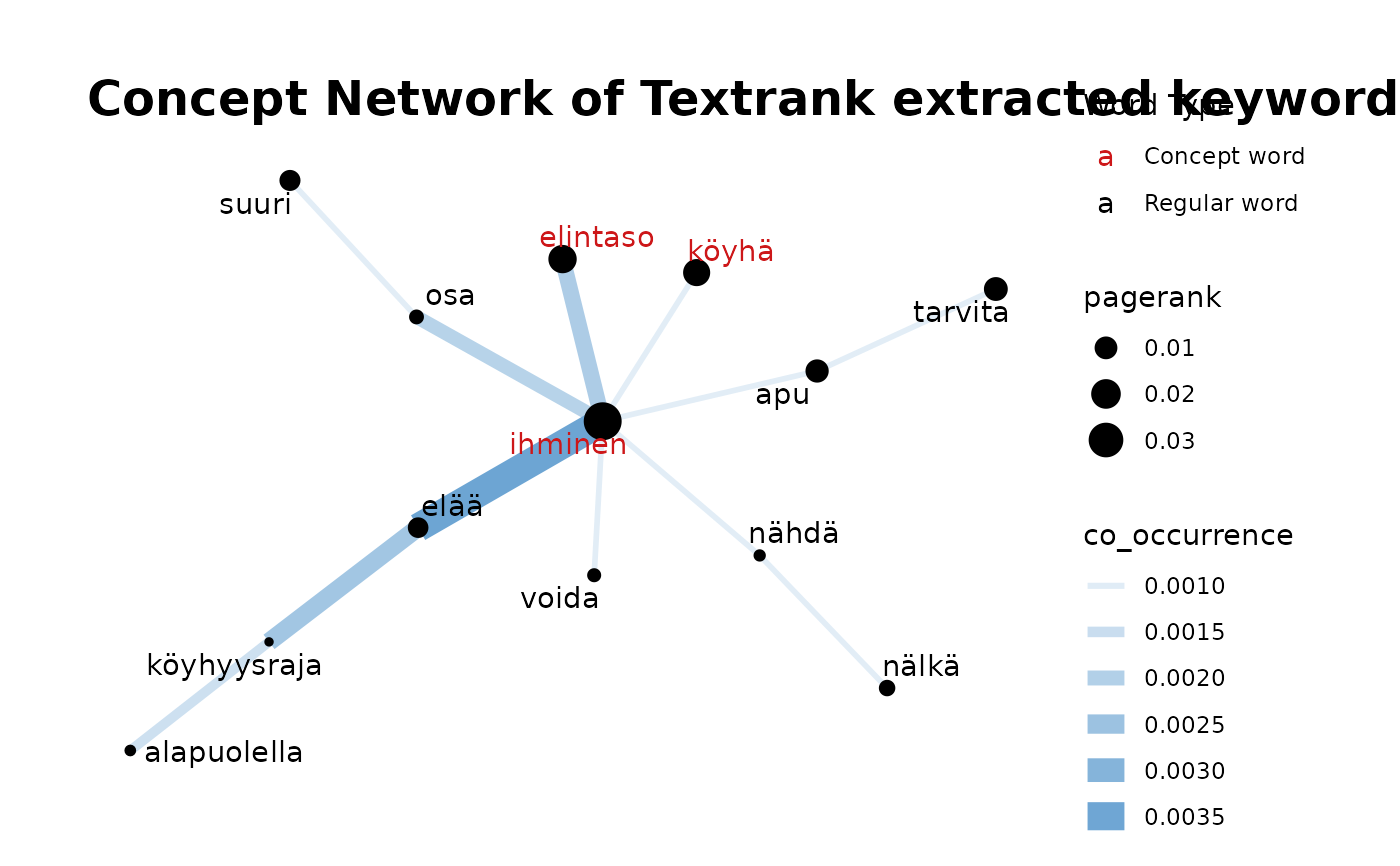 Concept Network of Textrank extracted keyword
Word Type
a Concept word
a Regular word
suuri
elintaso
köyhä
osa
tarvita
apu
ihminen
elää
nähdä
voida
köyhyysraja
nälkä
alapuolella
pagerank
0.01
0.02
0.03
co_occurrence
0.0010
0.0015
0.0020
0.0025
0.0030
0.0035